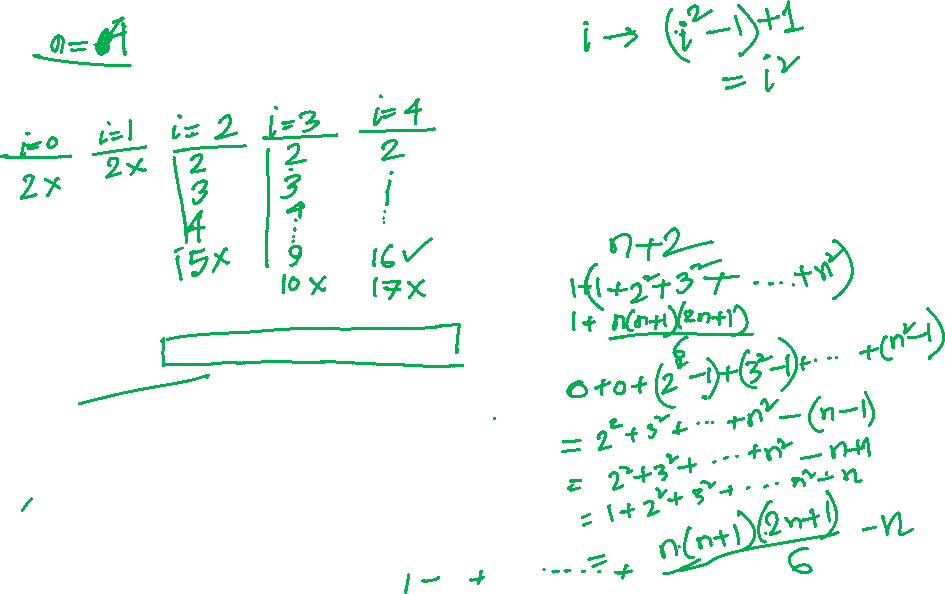 n=4
i → (i²-1)+1
= i²
i=0 i=1 i=2 i=3 i=4
2x 2x 2 2 2
3 3
4 4
15x 9 16✓
10x 17x
n+2
1+(1+2²+3²+ ....+n²)
1+ n(n+1)(2n+1)/6
0+0+(2²-1)+(3²-1)+.... +(n²-1)
= 2²+3²+ ... +n² -(n-1)
= 2²+3²+ .... +n² -n+1
= 1+2²+3²+ .... n²-n
= n(n+1)(2n+1)/6 -n
1- + ...... +